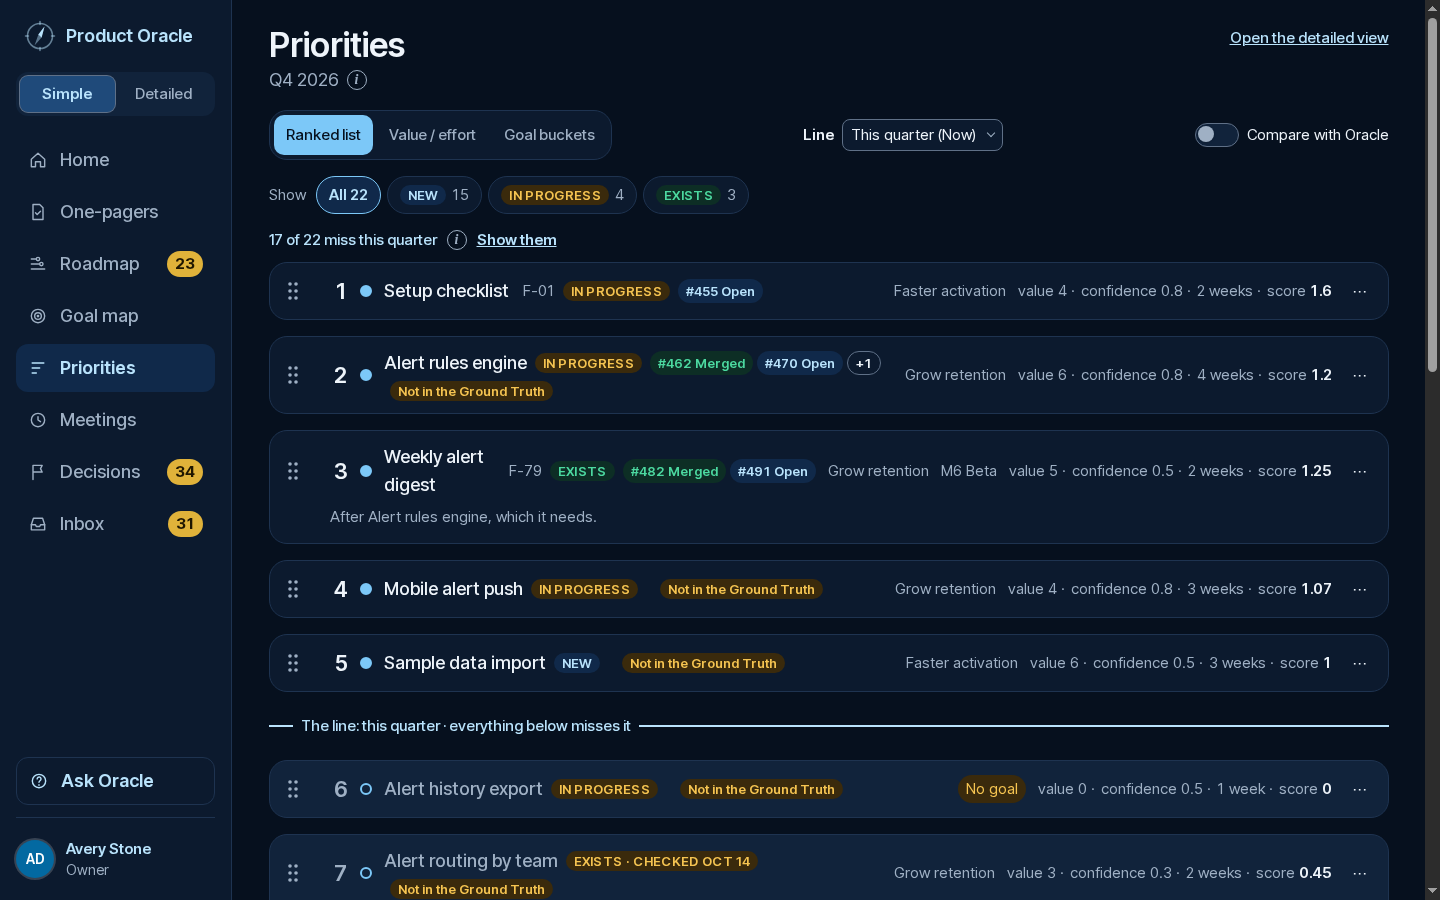 Product Oracle
Simple Detailed
Home
One-pagers
Roadmap 23
Goal map
Priorities
Meetings
Decisions 34
Inbox 31
Ask Oracle
AD Avery Stone
Owner
Priorities
Open the detailed view
Q4 2026 i
Ranked list Value / effort Goal buckets Line This quarter (Now) Compare with Oracle
Show All 22 NEW 15 IN PROGRESS 4 EXISTS 3
17 of 22 miss this quarter i Show them
1 Setup checklist F-01 IN PROGRESS #455 Open Faster activation value 4 · confidence 0.8 · 2 weeks · score 1.6 ···
2 Alert rules engine IN PROGRESS #462 Merged #470 Open +1 Grow retention value 6 · confidence 0.8 · 4 weeks · score 1.2 ···
Not in the Ground Truth
3 Weekly alert digest F-79 EXISTS #482 Merged #491 Open Grow retention M6 Beta value 5 · confidence 0.5 · 2 weeks · score 1.25 ···
After Alert rules engine, which it needs.
4 Mobile alert push IN PROGRESS Not in the Ground Truth Grow retention value 4 · confidence 0.8 · 3 weeks · score 1.07 ···
5 Sample data import NEW Not in the Ground Truth Faster activation value 6 · confidence 0.5 · 3 weeks · score 1 ···
The line: this quarter · everything below misses it
6 Alert history export IN PROGRESS Not in the Ground Truth No goal value 0 · confidence 0.5 · 1 week · score 0 ···
7 Alert routing by team EXISTS · CHECKED OCT 14 Grow retention value 3 · confidence 0.3 · 2 weeks · score 0.45 ···
Not in the Ground Truth